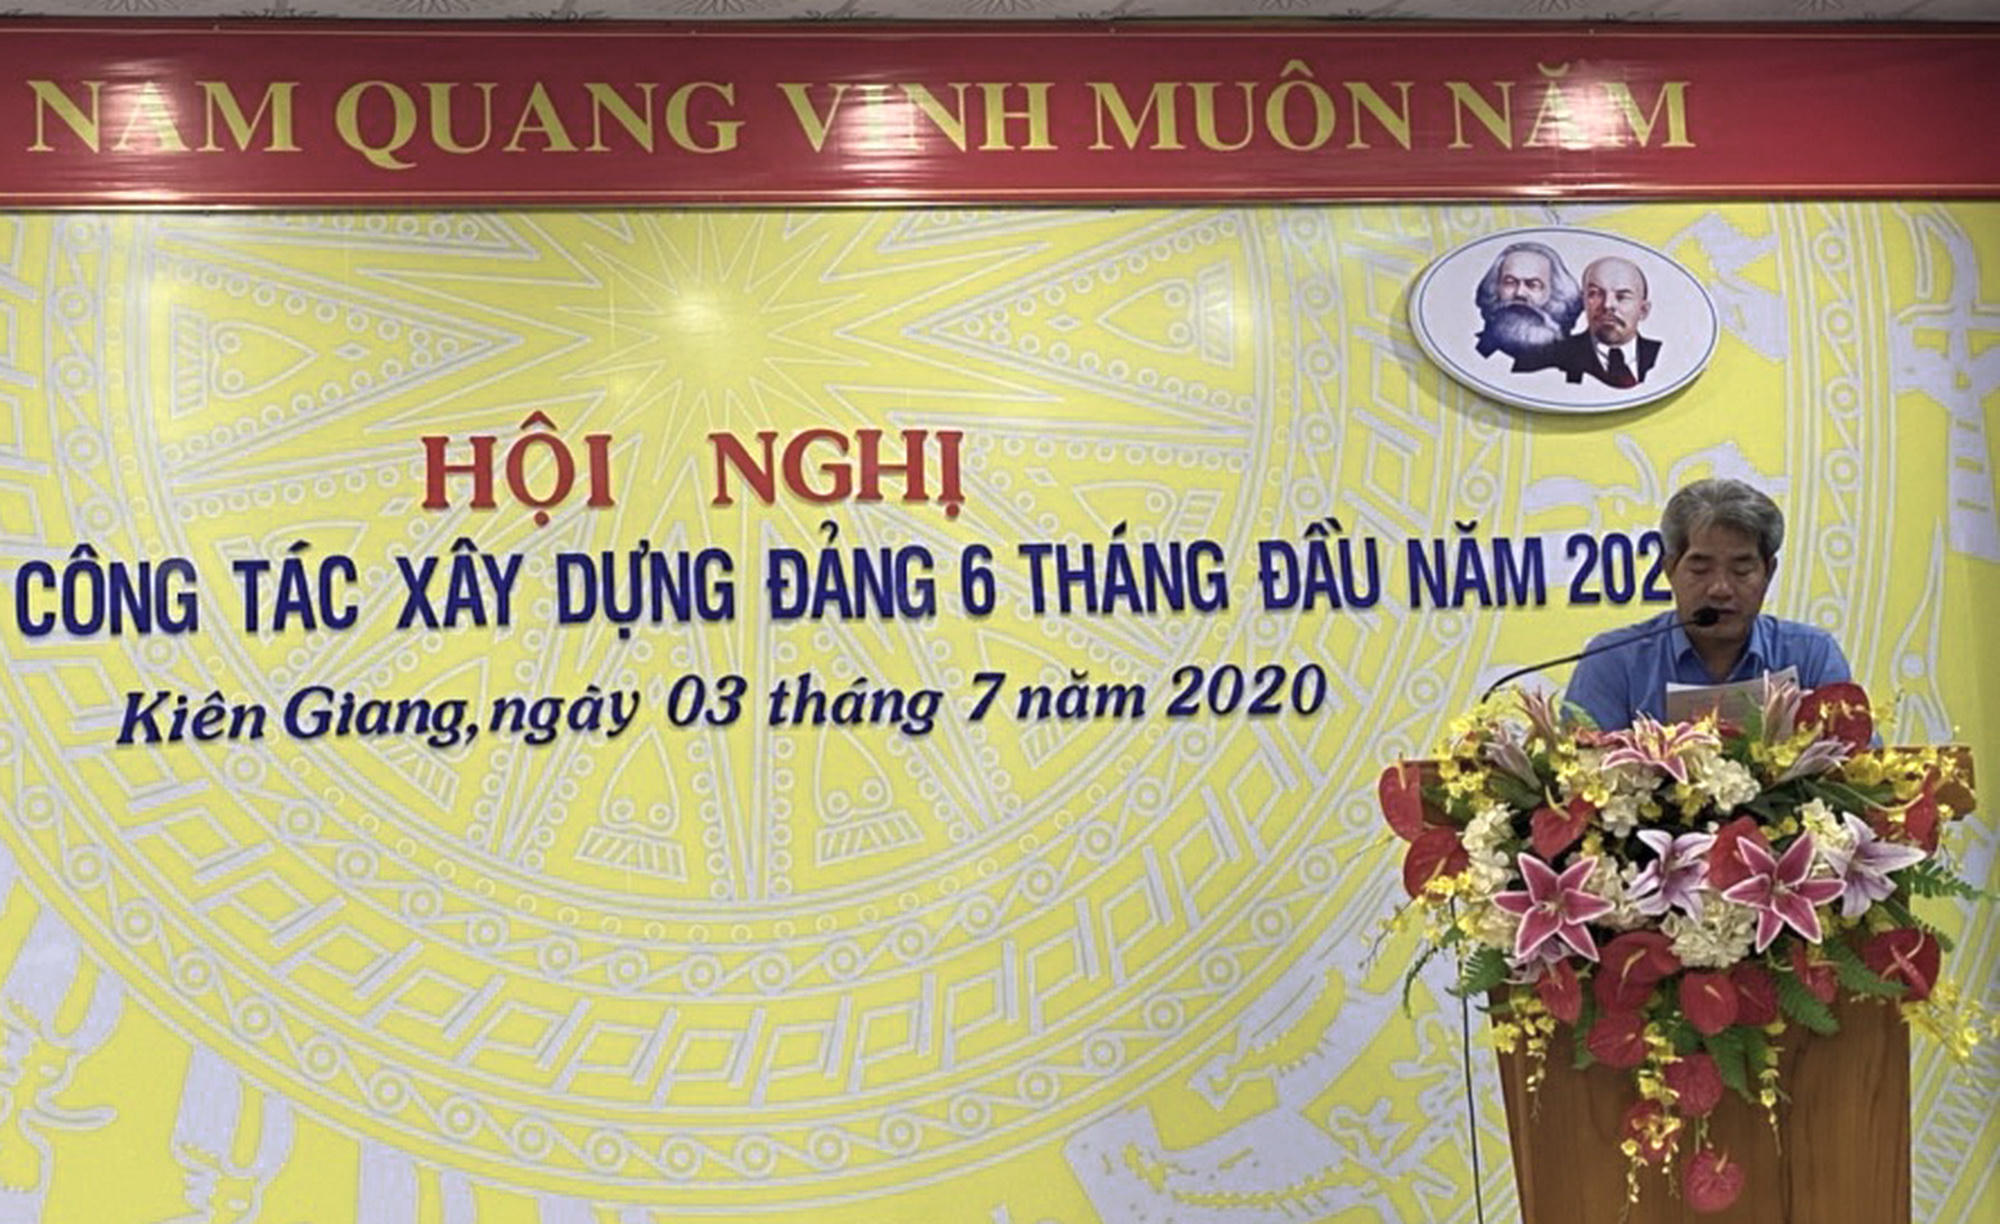 NAM QUANG VINH MUÔN NĂM
HỘI NGHỊ
CÔNG TÁC XÂY DỰNG ĐẢNG 6 THÁNG ĐẦU NĂM 202
Kiên Giang, ngày 03 tháng 7 năm 2020